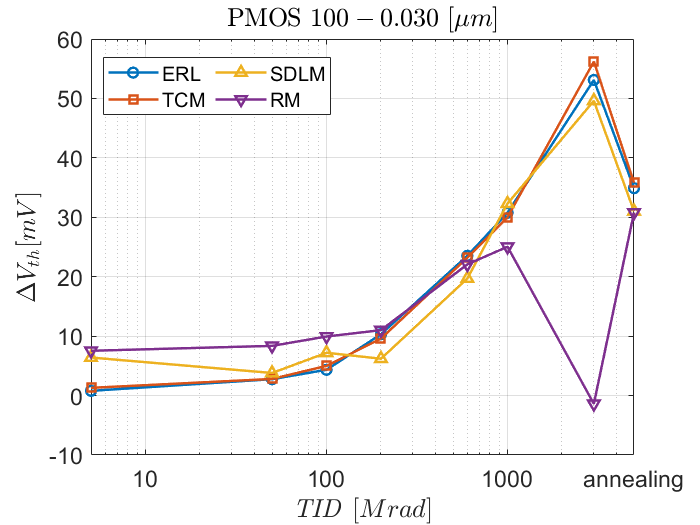 PMOS 100 − 0.030 [μm]
60
50
40
30
20
10
0
-10
ΔV_th[mV]
ERL
SDLM
TCM
RM
10
100
1000
annealing
TID [Mrad]